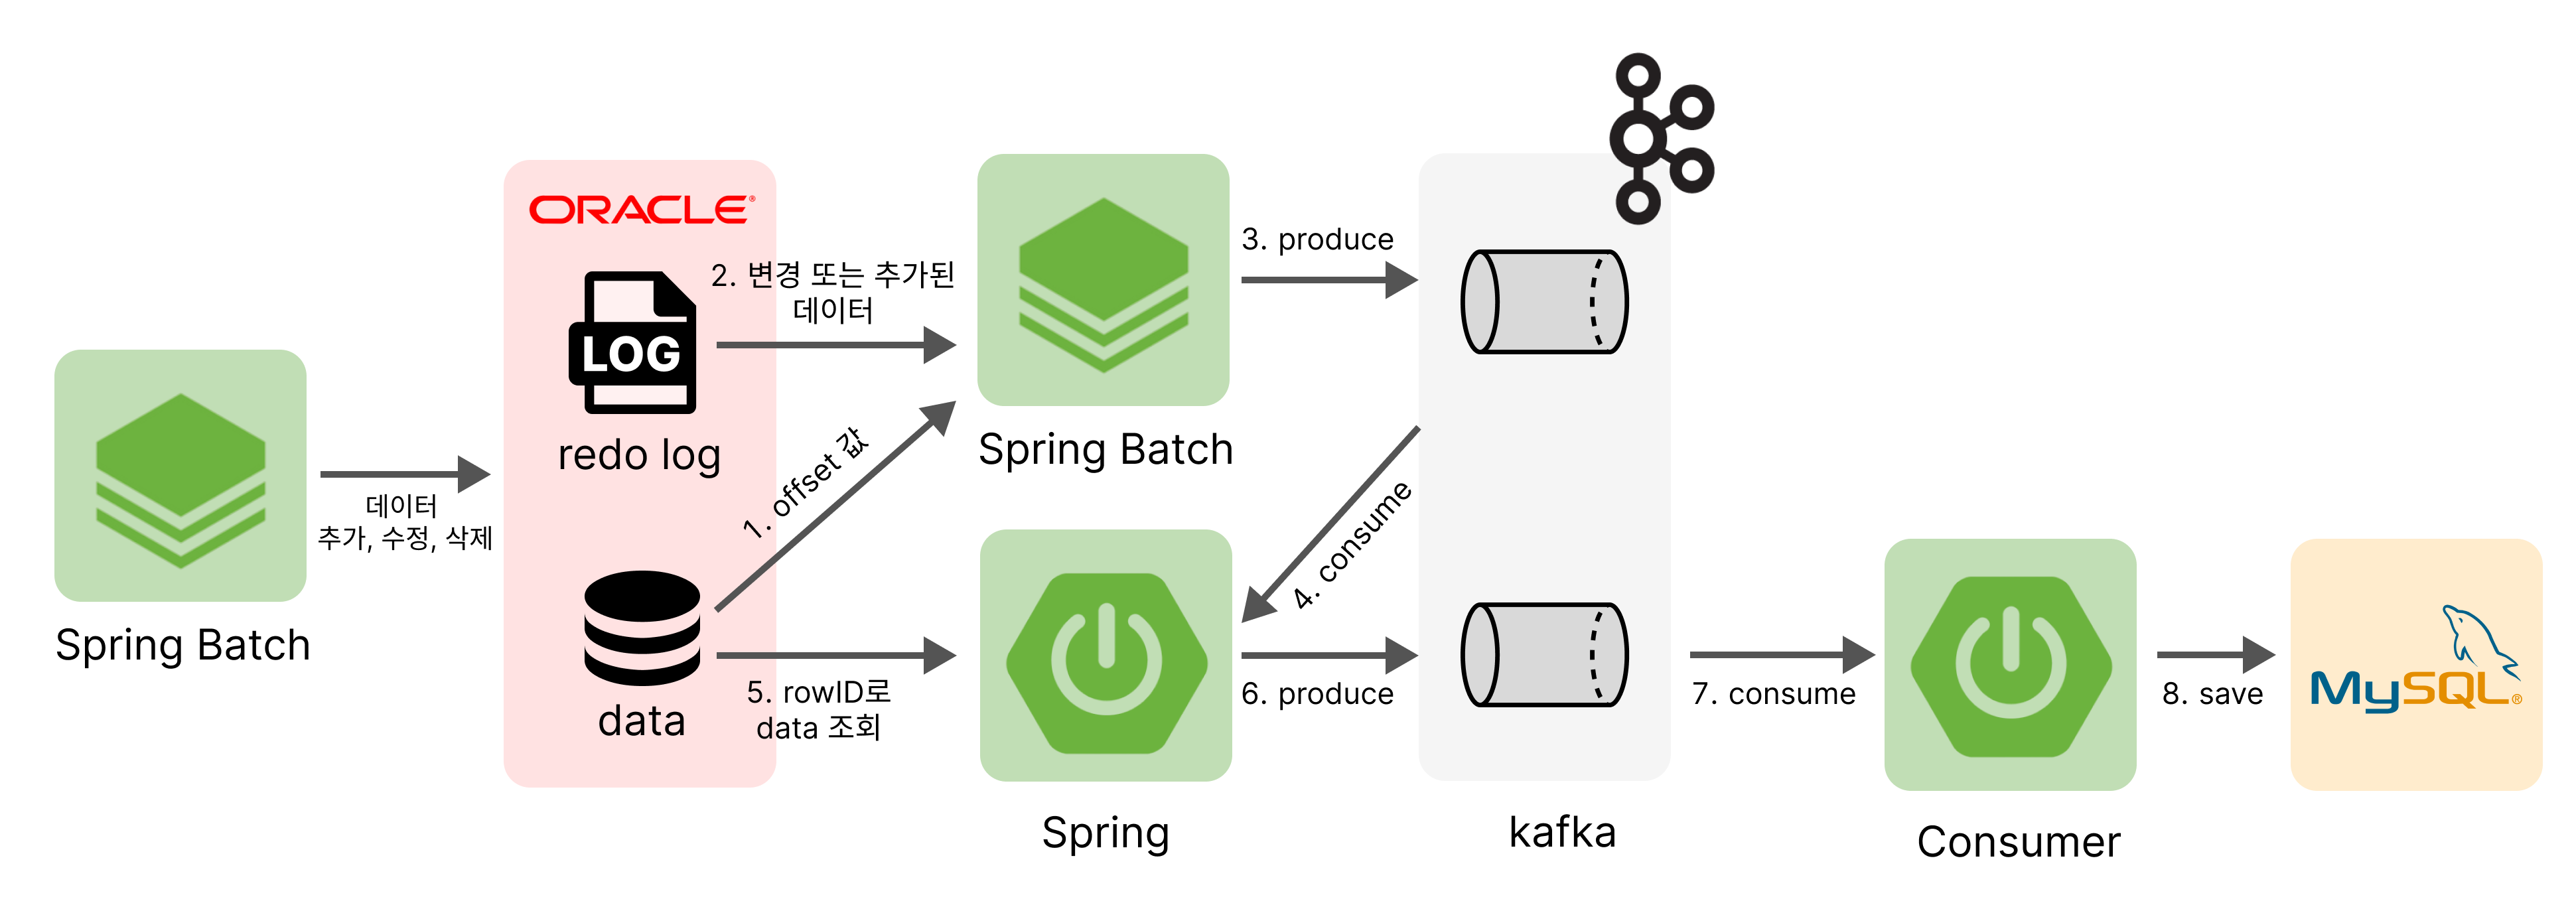 ORACLE®
LOG
redo log
data
Spring Batch
데이터
추가, 수정, 삭제
2. 변경 또는 추가된
데이터
1. offset 값
5. rowID로
data 조회
Spring Batch
Spring
3. produce
4. consume
6. produce
kafka
7. consume
Consumer
8. save
MySQL®